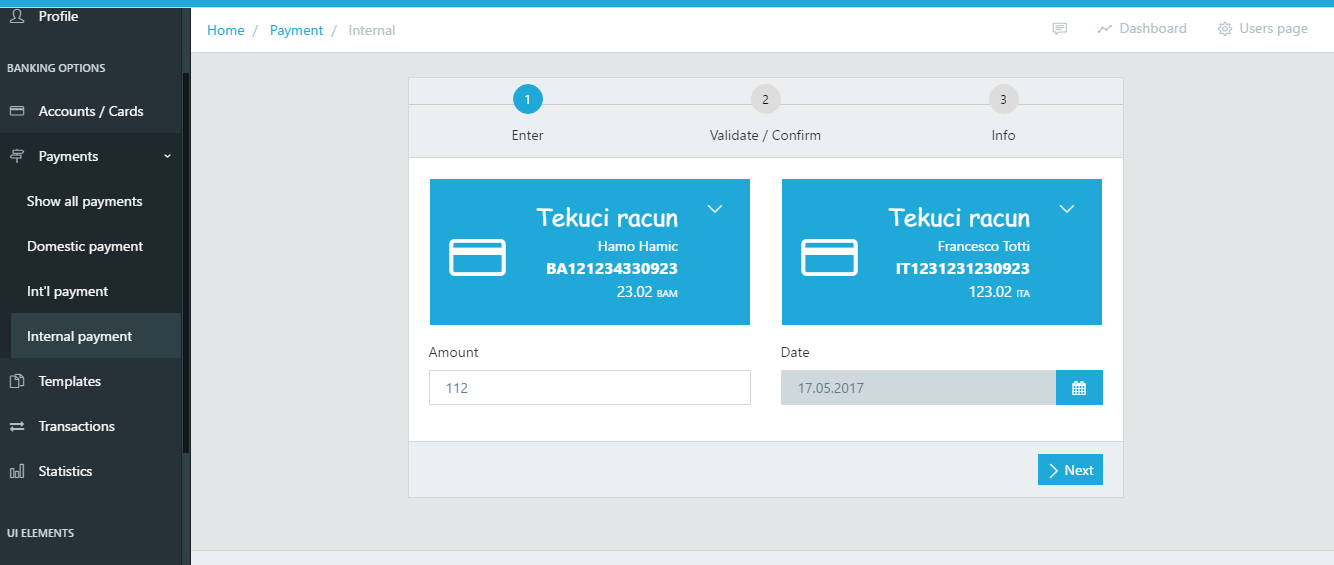 Profile
BANKING OPTIONS
Accounts / Cards
Payments
Show all payments
Domestic payment
Int'l payment
Internal payment
Templates
Transactions
Statistics
UI ELEMENTS
Home / Payment / Internal
Dashboard
Users page
1
Enter
2
Validate / Confirm
3
Info
Tekuci racun
Hamo Hamic
BA121234330923
23.02 BAM
Tekuci racun
Francesco Totti
IT1231231230923
123.02 ITA
Amount
112
Date
17.05.2017
Next